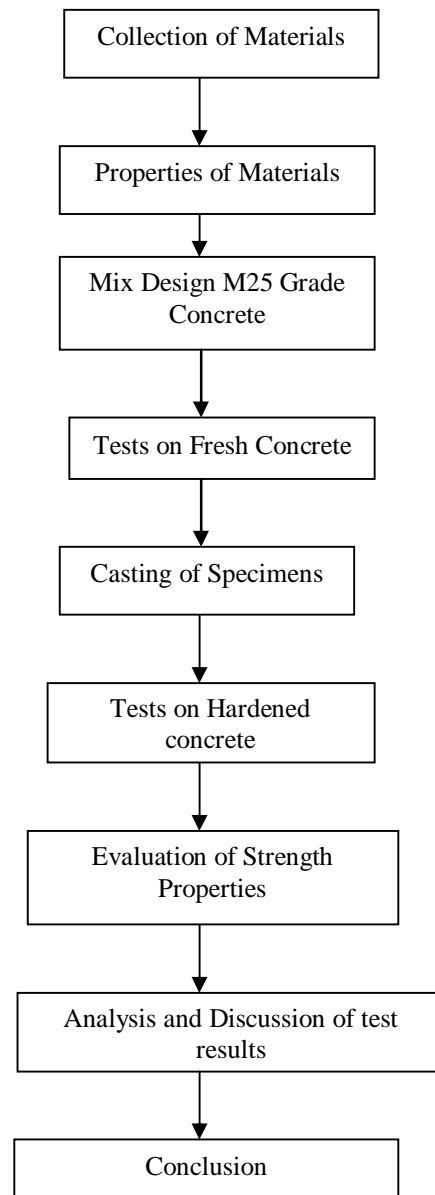 Collection of Materials
Properties of Materials
Mix Design M25 Grade
Concrete
Tests on Fresh Concrete
Casting of Specimens
Tests on Hardened
concrete
Evaluation of Strength
Properties
Analysis and Discussion of test
results
Conclusion